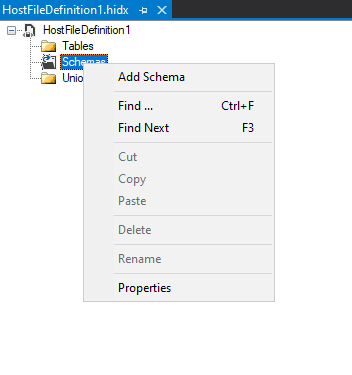 HostFileDefinition1.hidx
HostFileDefinition1
Tables
Schemas
Unio
Add Schema
Find ... Ctrl+F
Find Next F3
Cut
Copy
Paste
Delete
Rename
Properties